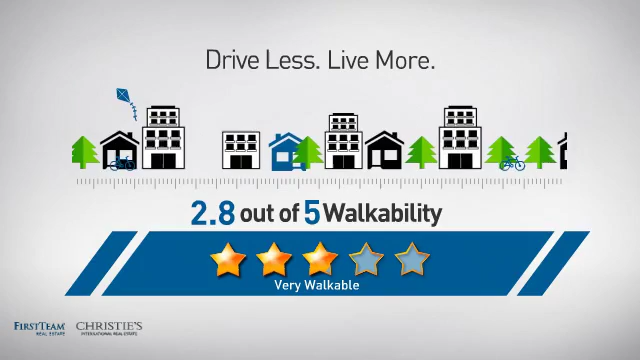 Drive Less. Live More.
2.8 out of 5 Walkability
Very Walkable
FIRSTTEAM
REAL ESTATE
CHRISTIE'S
INTERNATIONAL REAL ESTATE